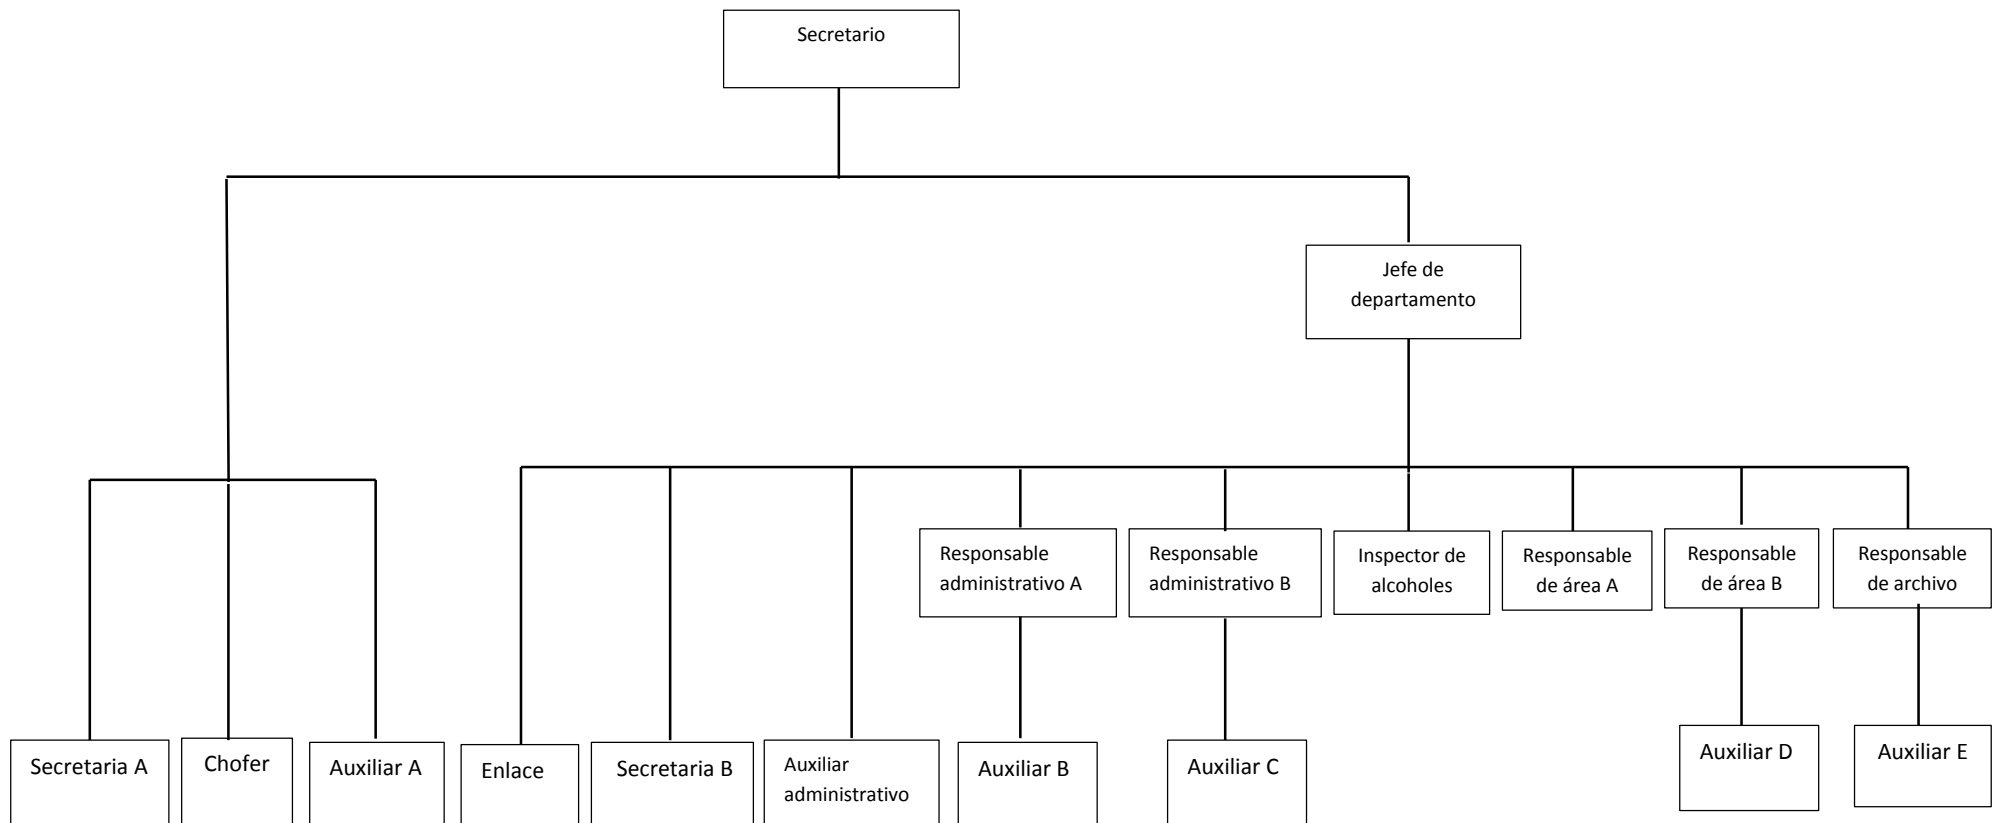 Secretario
Jefe de
departamento
Responsable
administrativo A
Responsable
administrativo B
Inspector de
alcoholes
Responsable
de área A
Responsable
de área B
Responsable
de archivo
Secretaria A
Chofer
Auxiliar A
Enlace
Secretaria B
Auxiliar
administrativo
Auxiliar B
Auxiliar C
Auxiliar D
Auxiliar E